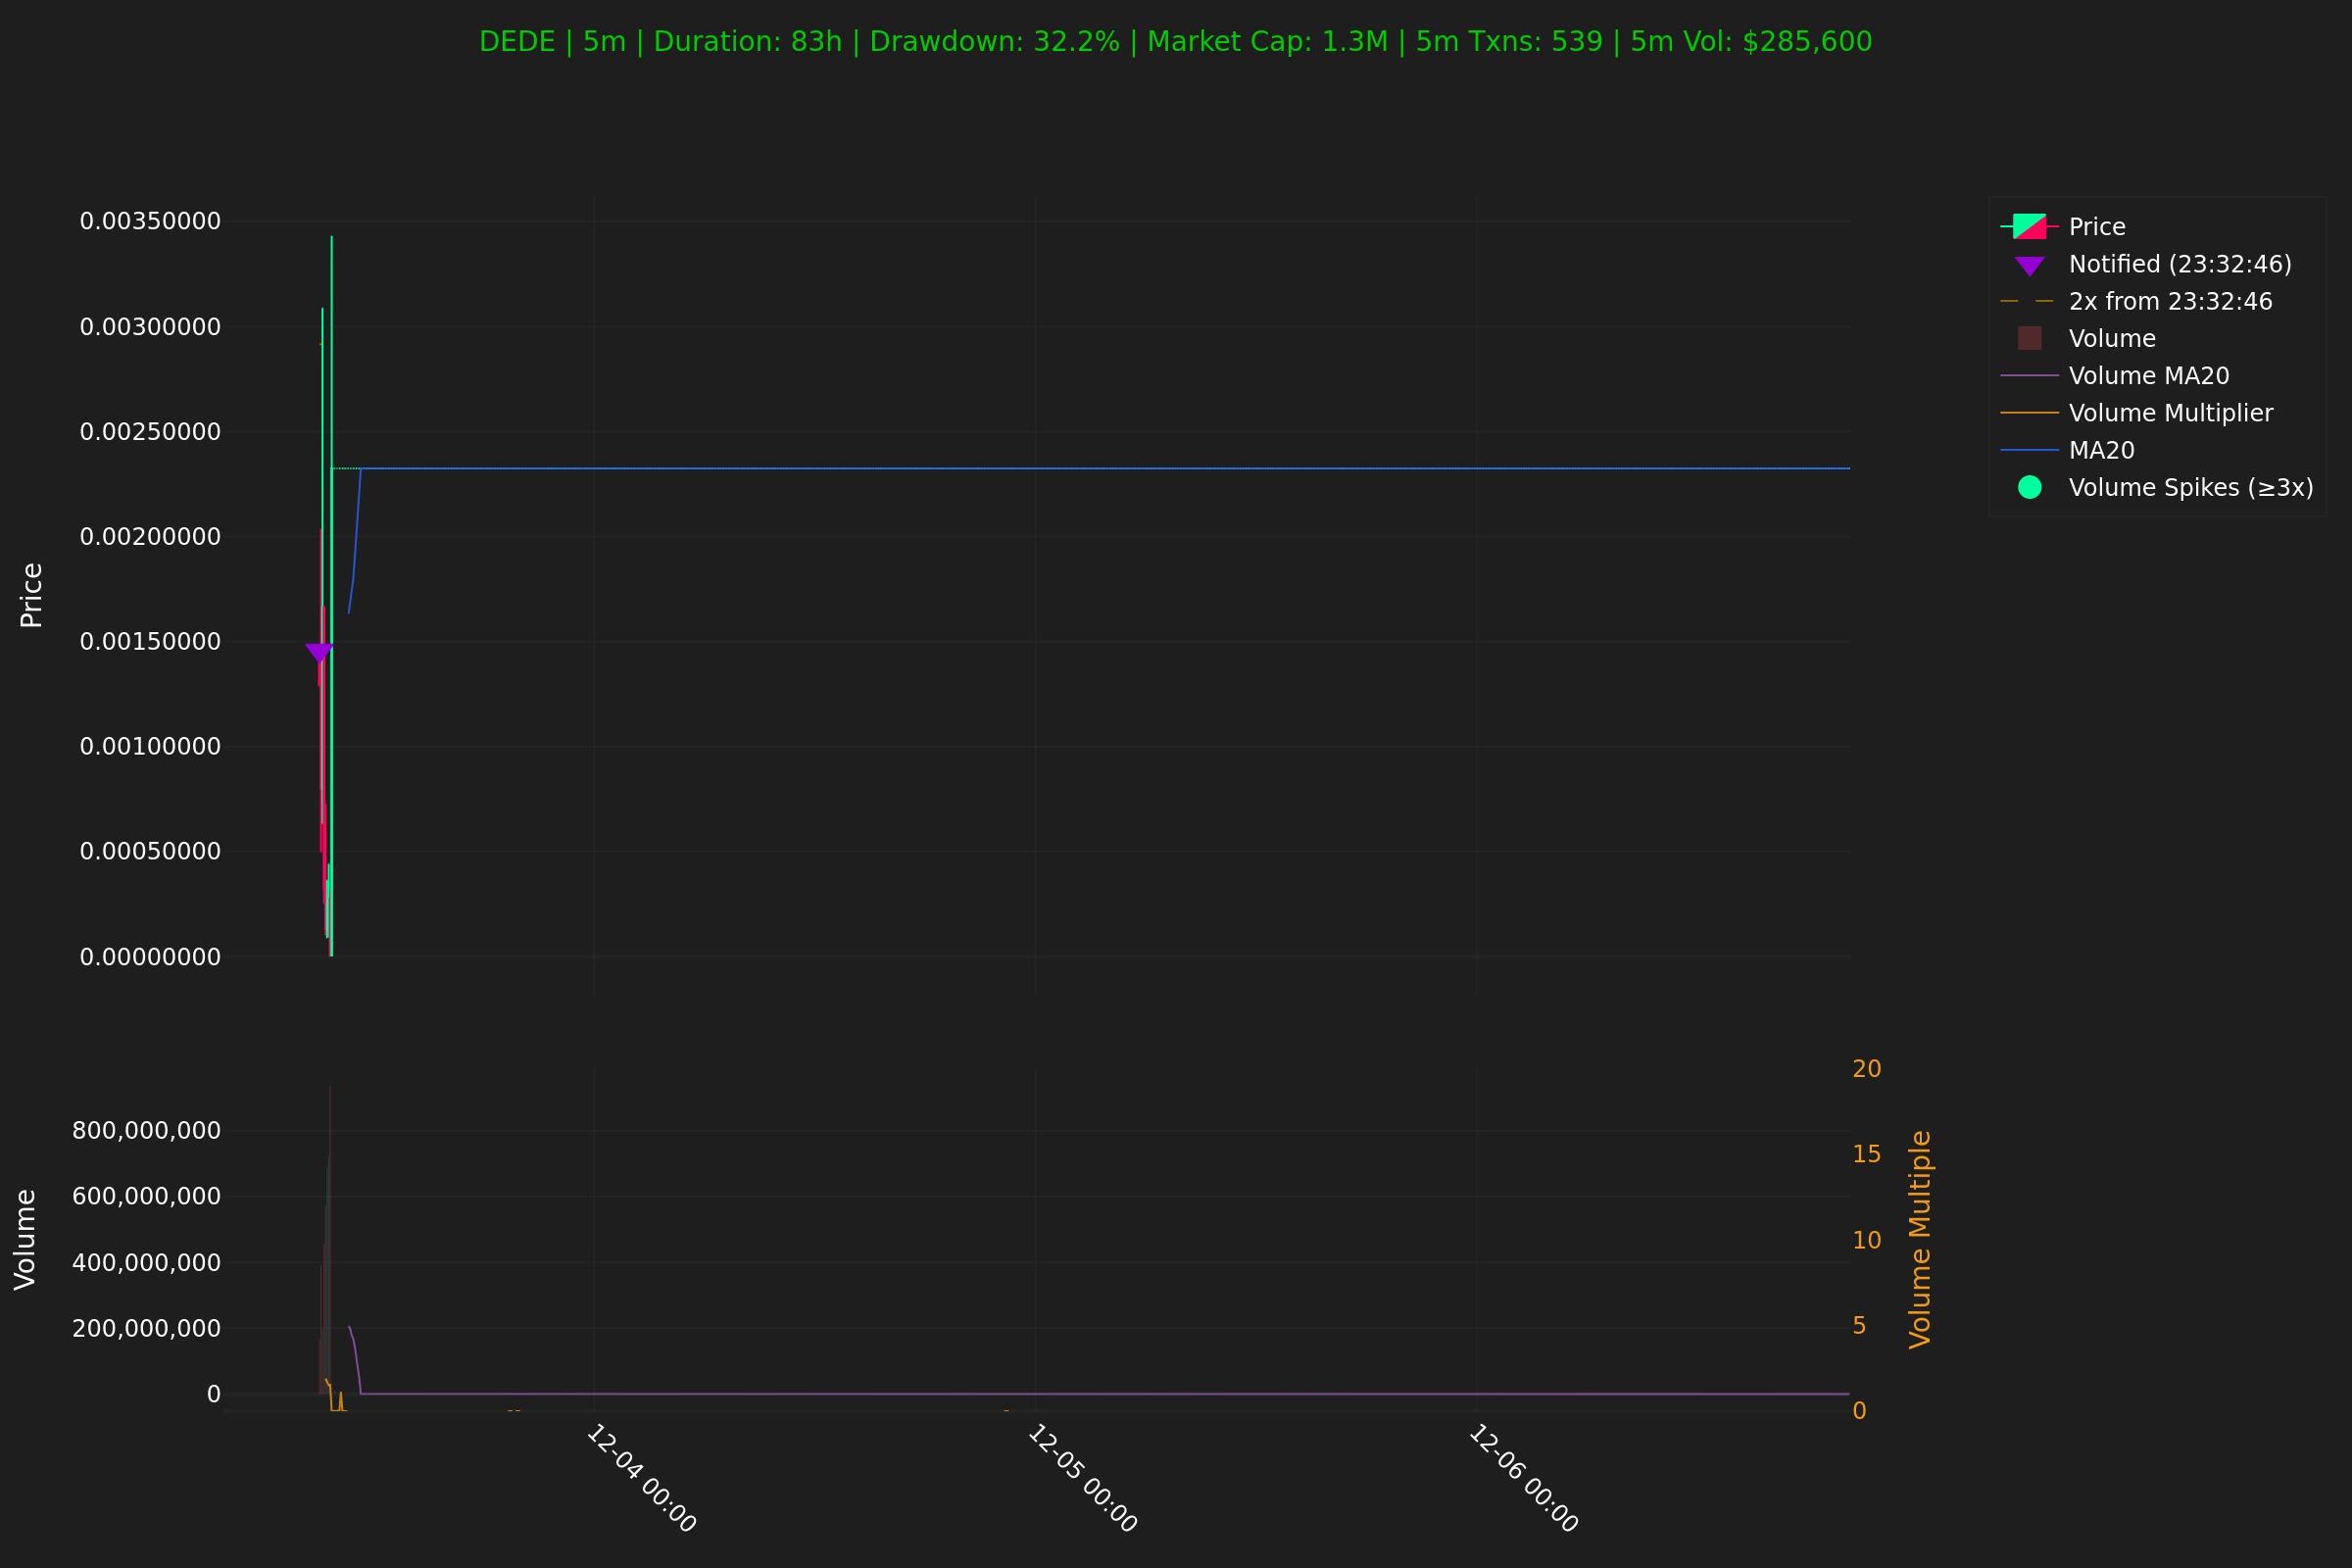 DEDE | 5m | Duration: 83h | Drawdown: 32.2% | Market Cap: 1.3M | 5m Txns: 539 | 5m Vol: $285,600
0.00350000
0.00300000
0.00250000
0.00200000
0.00150000
0.00100000
0.00050000
0.00000000
Price
Price
Notified (23:32:46)
2x from 23:32:46
Volume
Volume MA20
Volume Multiplier
MA20
Volume Spikes (≥3x)
800,000,000
600,000,000
400,000,000
200,000,000
0
Volume
20
15
10
5
0
Volume Multiple
12-04 00:00
12-05 00:00
12-06 00:00